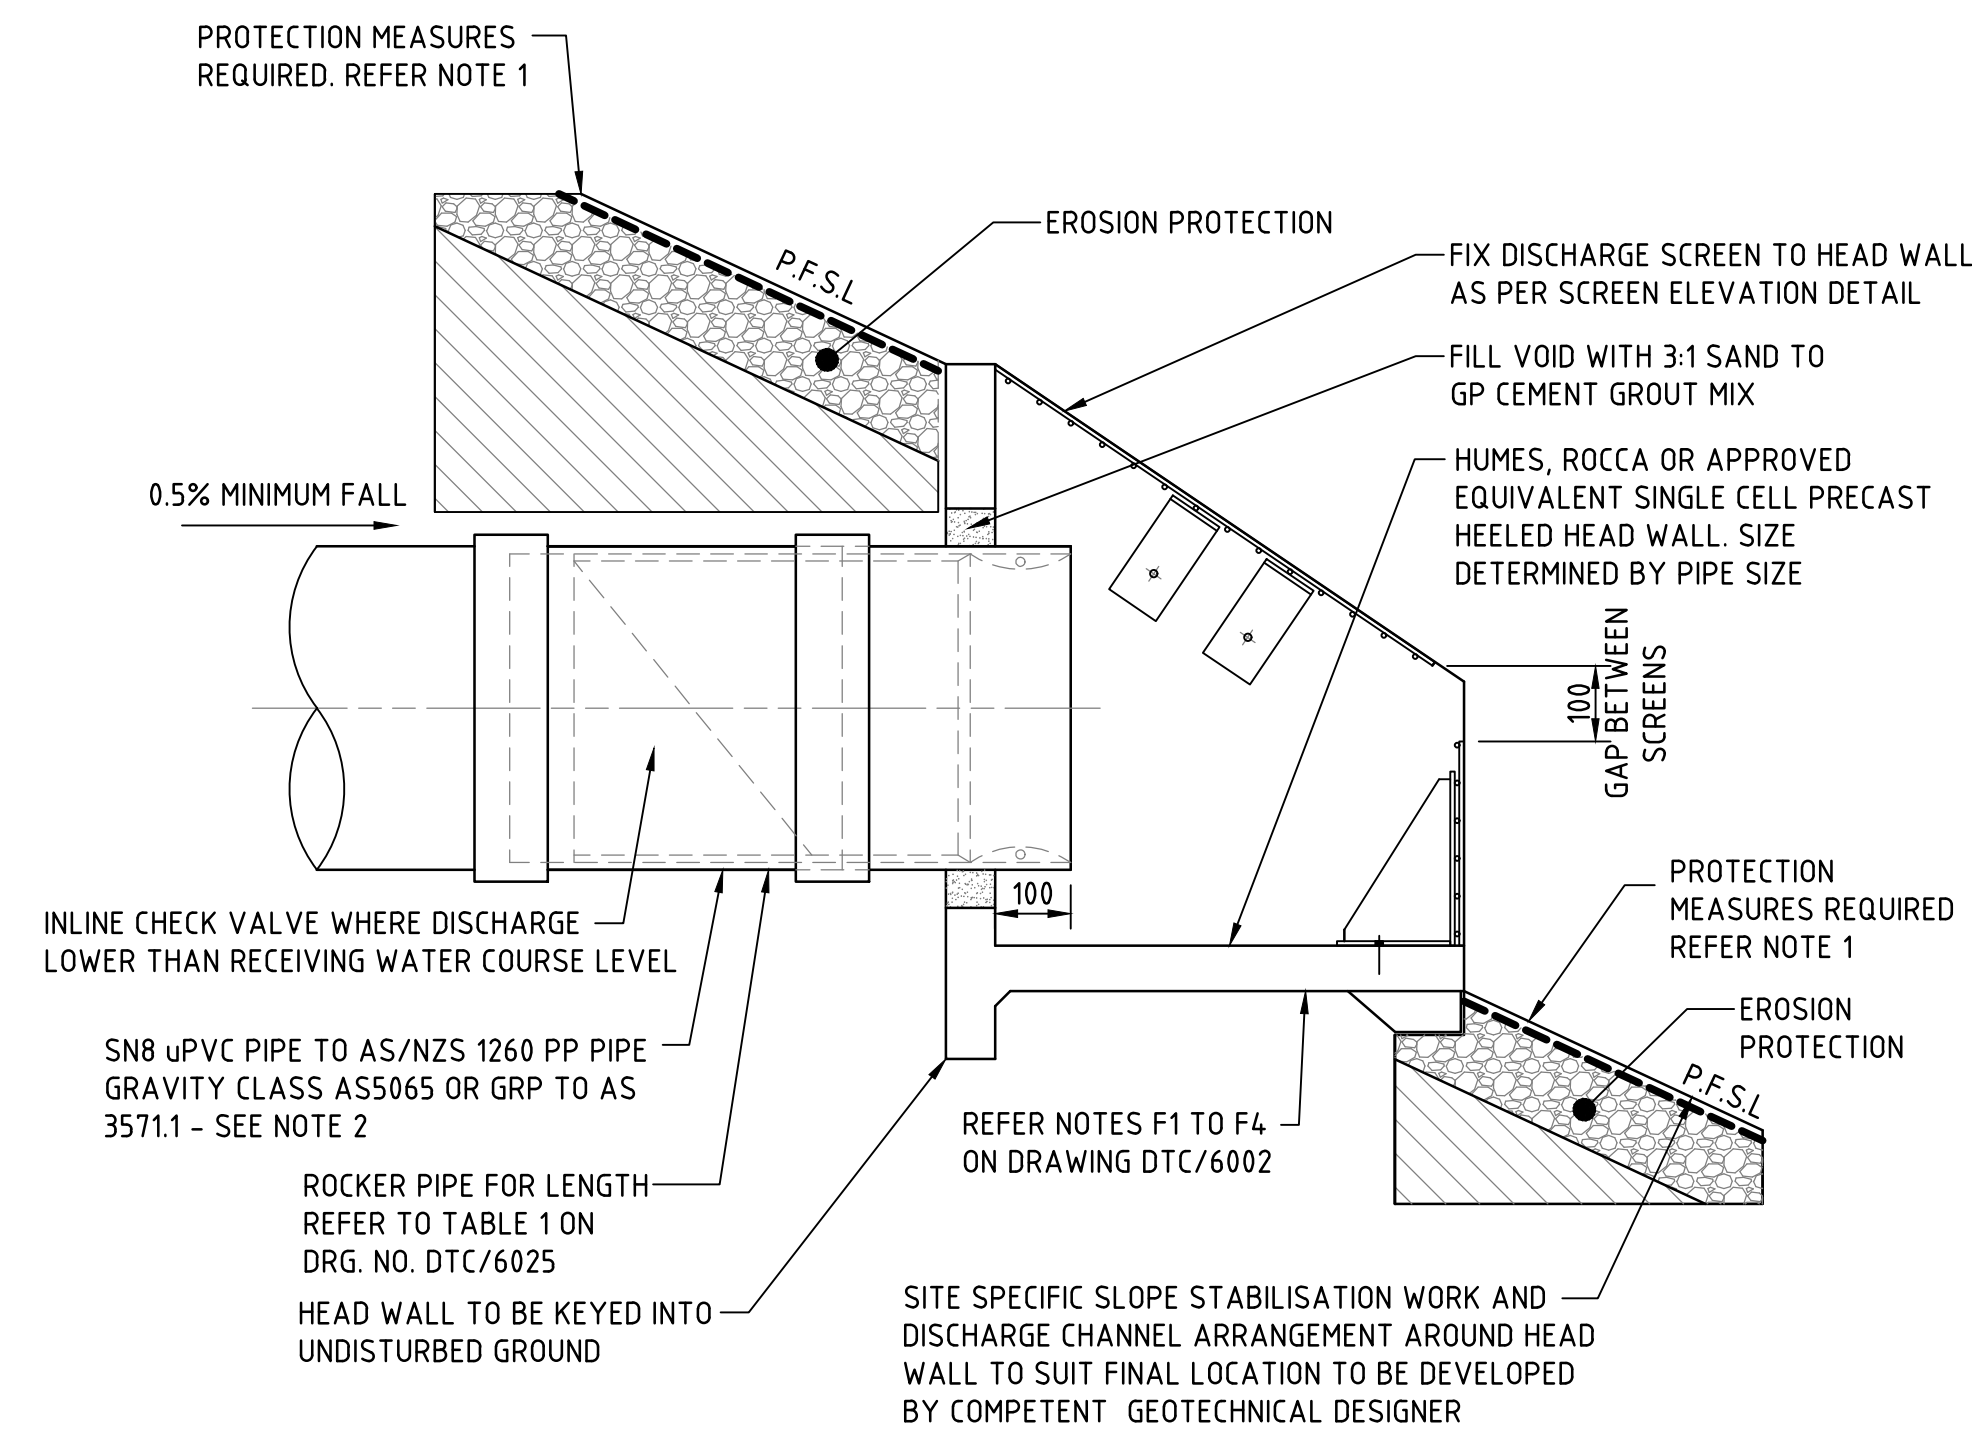 PROTECTION MEASURES
REQUIRED. REFER NOTE 1
P.F.S.L
EROSION PROTECTION
FIX DISCHARGE SCREEN TO HEAD WALL
AS PER SCREEN ELEVATION DETAIL
FILL VOID WITH 3:1 SAND TO
GP CEMENT GROUT MIX
HUMES, ROCCA OR APPROVED
EQUIVALENT SINGLE CELL PRECAST
HEELED HEAD WALL. SIZE
DETERMINED BY PIPE SIZE
0.5% MINIMUM FALL
100
GAP BETWEEN
SCREENS
100
INLINE CHECK VALVE WHERE DISCHARGE
LOWER THAN RECEIVING WATER COURSE LEVEL
PROTECTION
MEASURES REQUIRED
REFER NOTE 1
EROSION
PROTECTION
P.F.S.L
SN8 uPVC PIPE TO AS/NZS 1260 PP PIPE
GRAVITY CLASS AS5065 OR GRP TO AS
3571.1 - SEE NOTE 2
REFER NOTES F1 TO F4
ON DRAWING DTC/6002
ROCKER PIPE FOR LENGTH
REFER TO TABLE 1 ON
DRG. NO. DTC/6025
HEAD WALL TO BE KEYED INTO
UNDISTURBED GROUND
SITE SPECIFIC SLOPE STABILISATION WORK AND
DISCHARGE CHANNEL ARRANGEMENT AROUND HEAD
WALL TO SUIT FINAL LOCATION TO BE DEVELOPED
BY COMPETENT GEOTECHNICAL DESIGNER